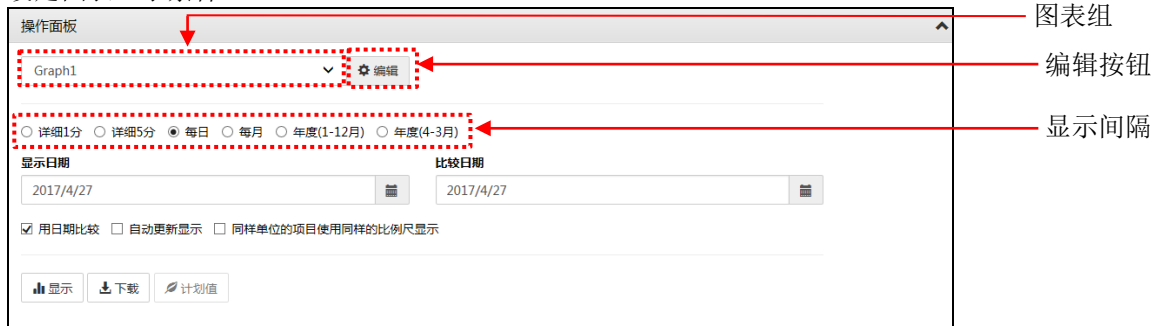 操作面板
图表组
Graph1 编辑
编辑按钮
详细1分 详细5分 每日 每月 年度(1-12月) 年度(4-3月)
显示间隔
显示日期 比较日期
2017/4/27 2017/4/27
用日期比较 自动更新显示 同样单位的项目使用同样的比例尺显示
显示 下载 计划值